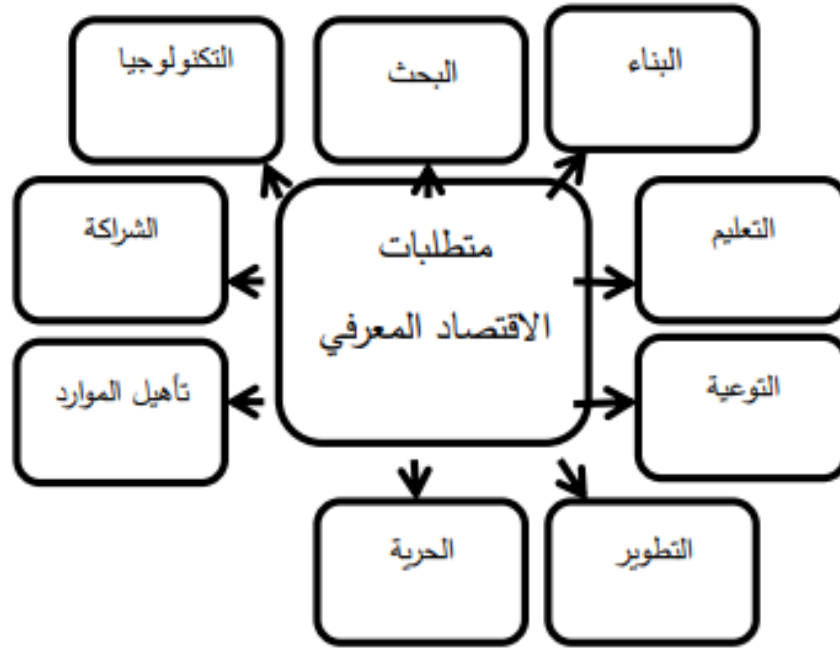 البناء
البحث
التكنولوجيا
متطلبات
الاقتصاد المعرفي
التعليم
الشراكة
التوعية
تأهيل الموارد
التطوير
الحرية